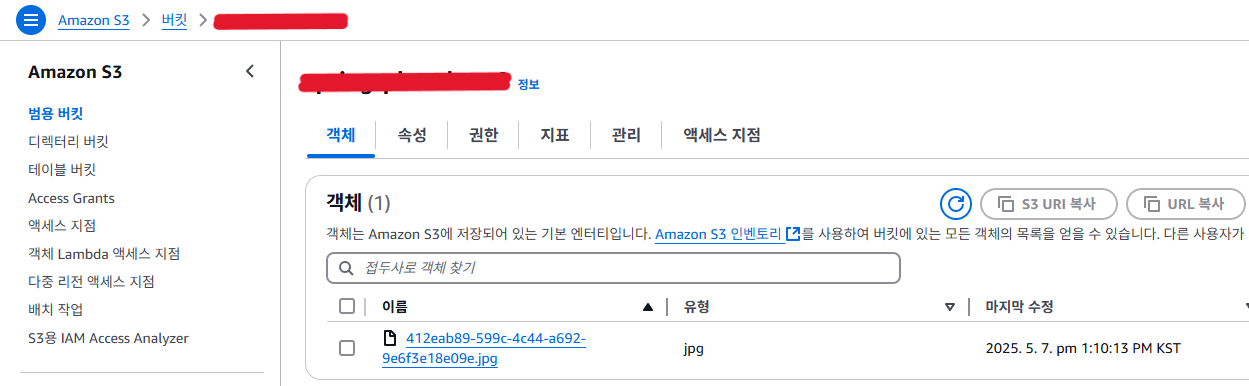 Amazon S3 > 버킷 >
Amazon S3
범용 버킷
디렉터리 버킷
테이블 버킷
Access Grants
액세스 지점
객체 Lambda 액세스 지점
다중 리전 액세스 지점
배치 작업
S3용 IAM Access Analyzer
정보
객체 속성 권한 지표 관리 액세스 지점
객체 (1)
S3 URI 복사 URL 복사
객체는 Amazon S3에 저장되어 있는 기본 엔터티입니다. Amazon S3 인벤토리를 사용하여 버킷에 있는 모든 객체의 목록을 얻을 수 있습니다. 다른 사용자가
접두사로 객체 찾기
이름 유형 마지막 수정
412eab89-599c-4c44-a692-
9e6f3e18e09e.jpg
jpg 2025. 5. 7. pm 1:10:13 PM KST